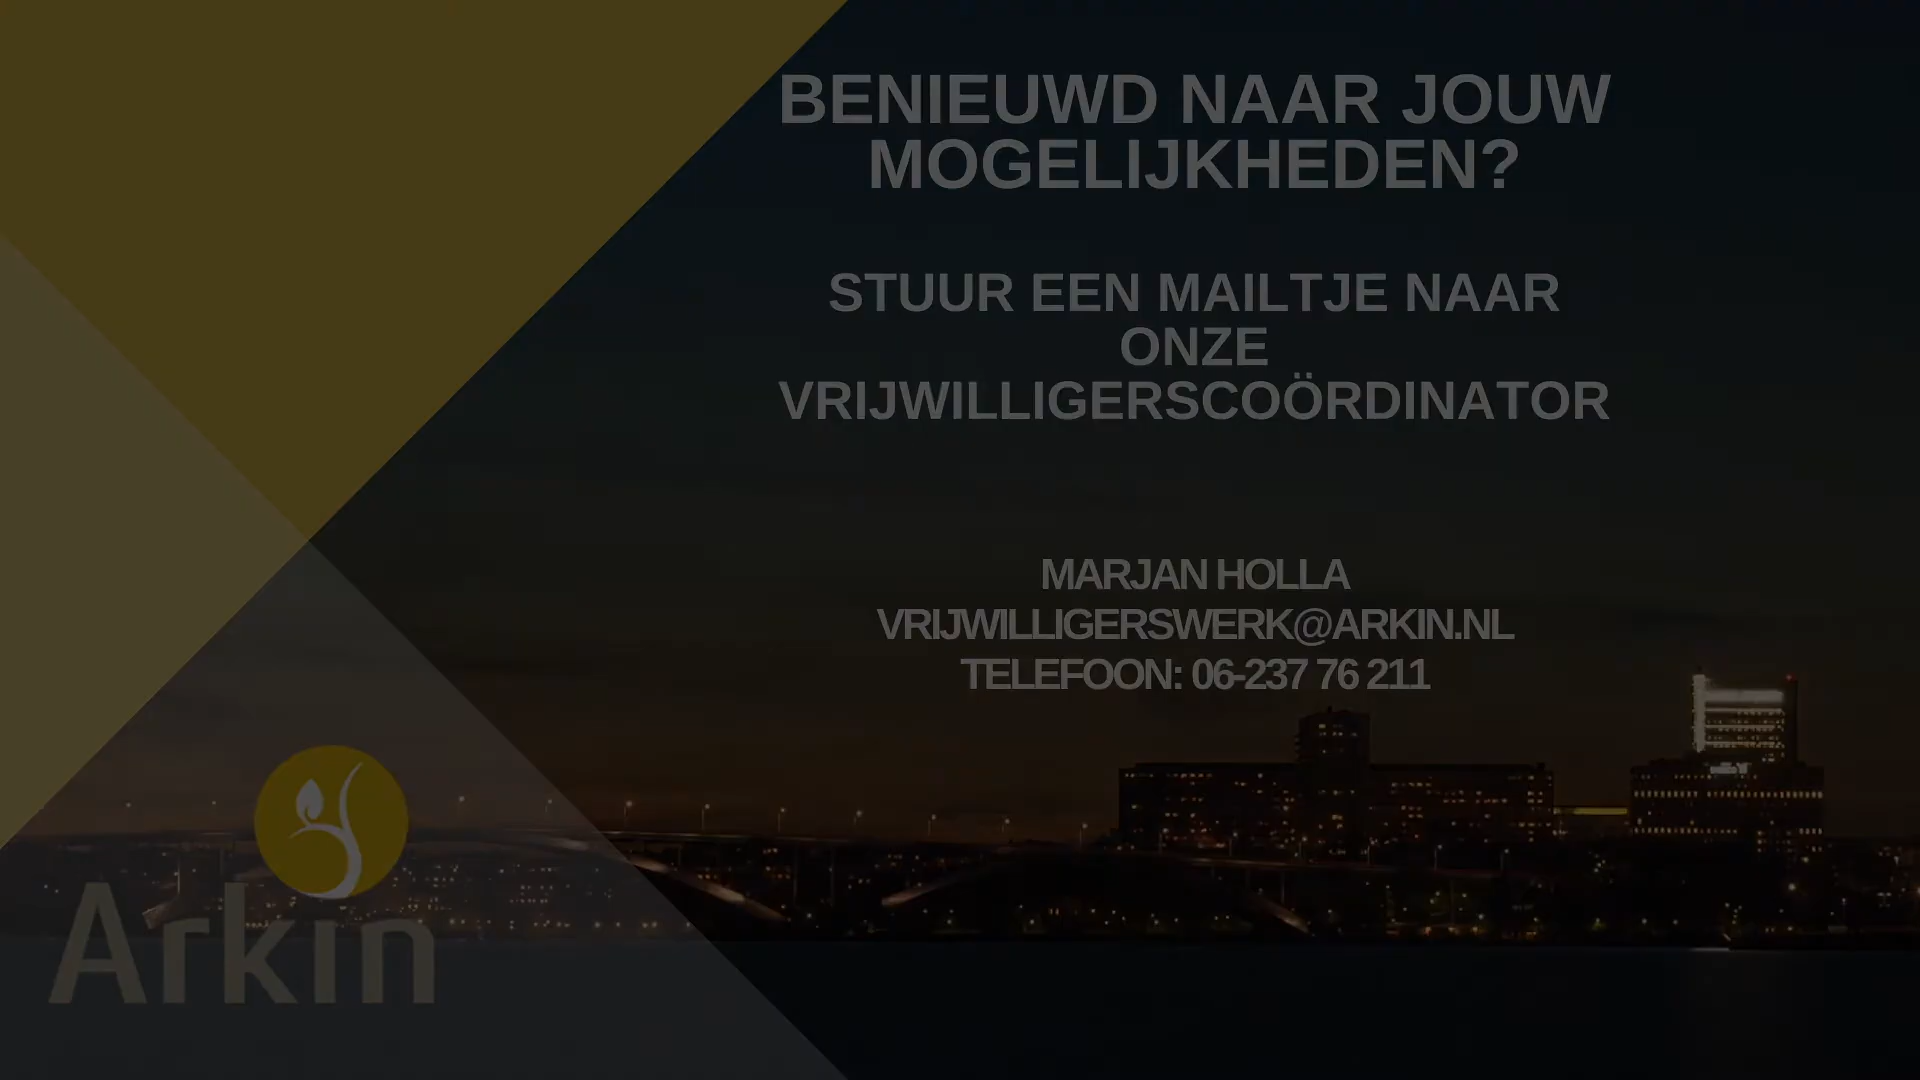 BENIEUWD NAAR JOUW
MOGELIJKHEDEN?
STUUR EEN MAILTJE NAAR
ONZE
VRIJWILLIGERSCOÖRDINATOR
MARJAN HOLLA
VRIJWILLIGERSWERK@ARKIN.NL
TELEFOON: 06-237 76 211
Arkin